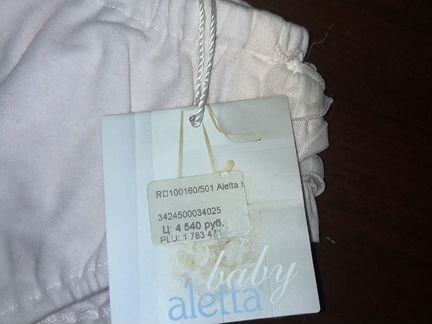 RD100160/501 Aletta
3424500034025
Ц: 4 540 руб.
PLU: 1 783 471
baby
aletta